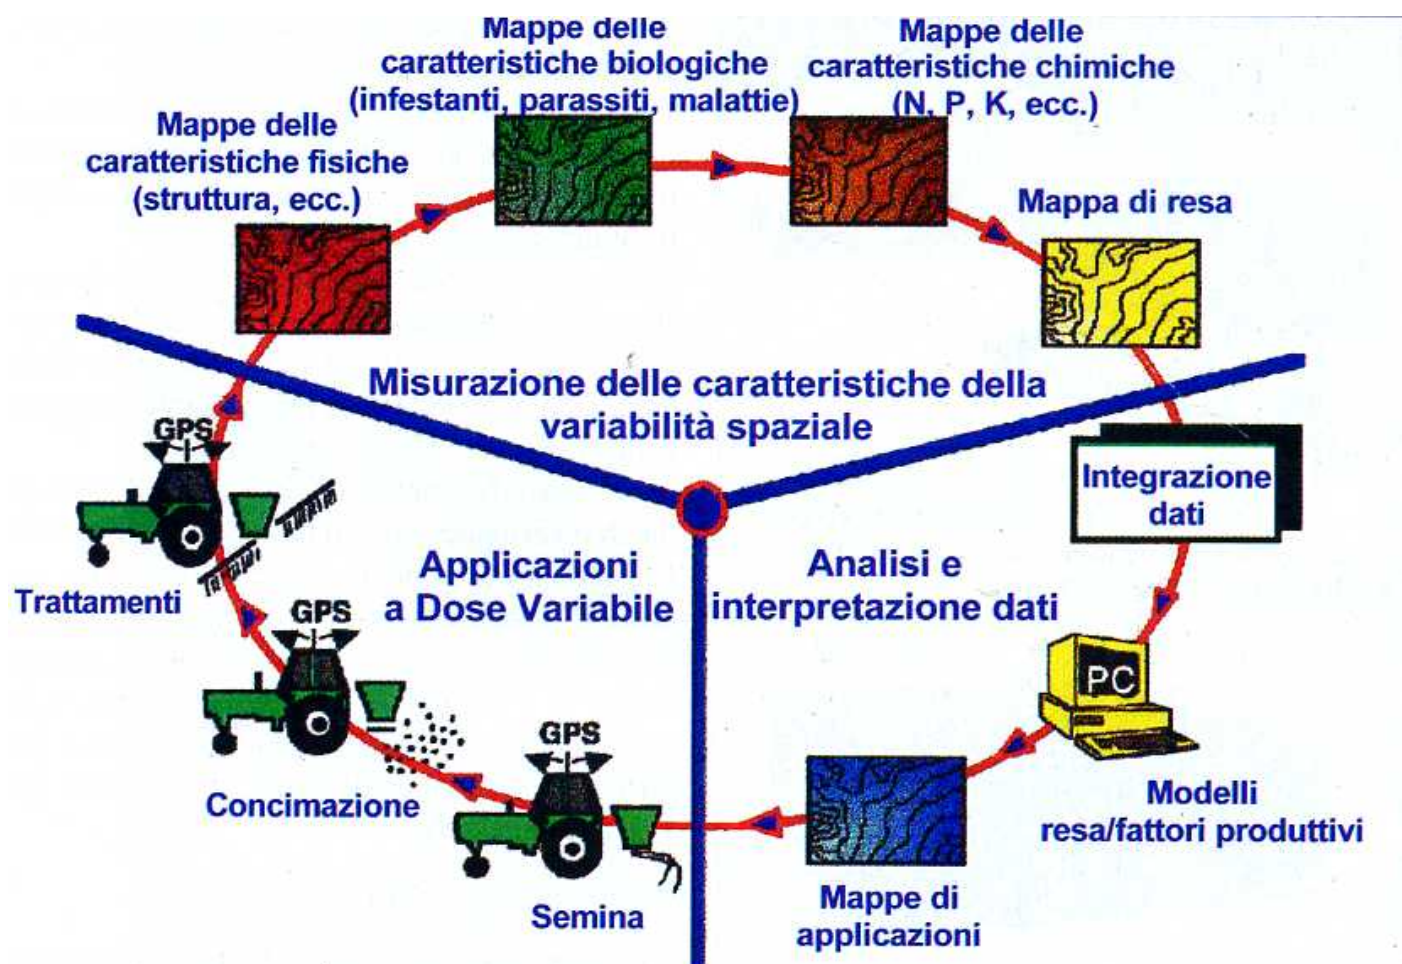 Mappe delle
caratteristiche biologiche
(infestanti, parassiti, malattie)
Mappe delle
caratteristiche chimiche
(N, P, K, ecc.)
Mappe delle
caratteristiche fisiche
(struttura, ecc.)
Mappa di resa
Misurazione delle caratteristiche della
variabilità spaziale
GPS
Integrazione
dati
Trattamenti
Applicazioni
a Dose Variabile
Analisi e
interpretazione dati
GPS
PC
Concimazione
GPS
Modelli
resa/fattori produttivi
Semina
Mappe di
applicazioni